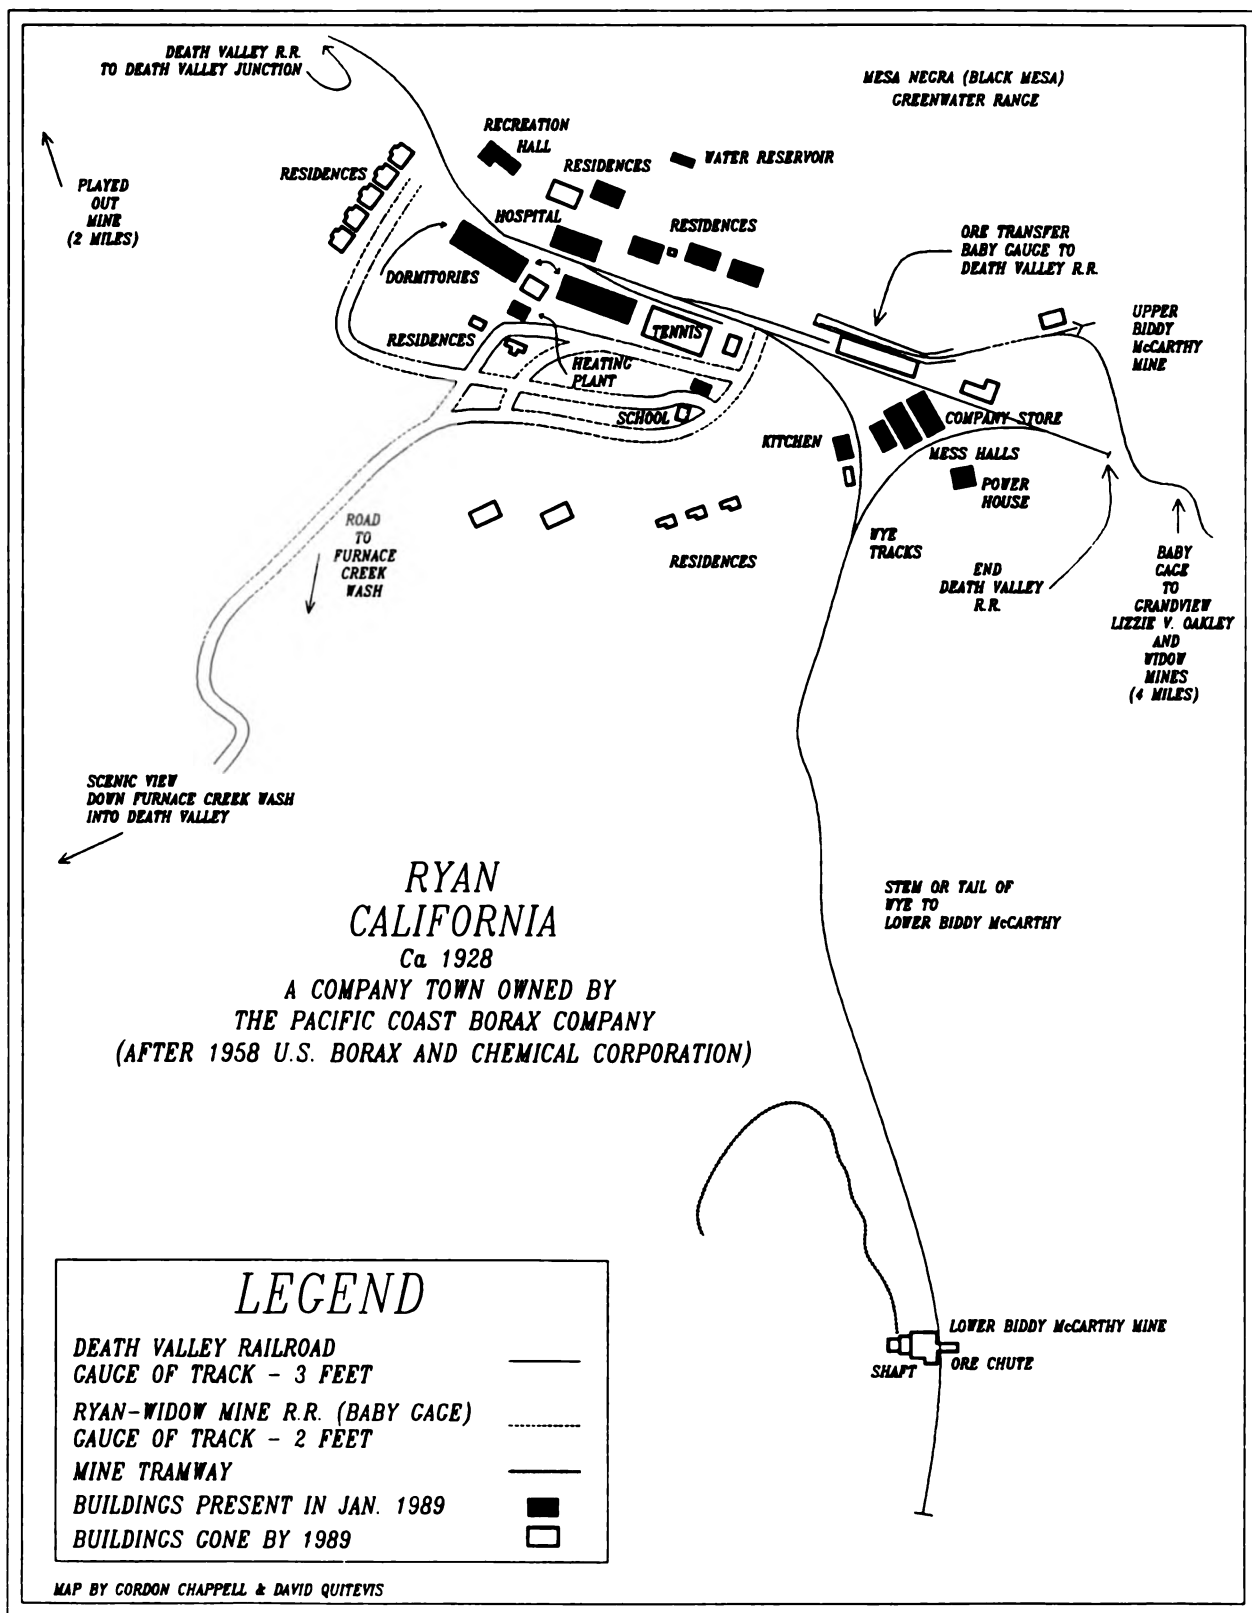 DEATH VALLEY R.R.
TO DEATH VALLEY JUNCTION
MESA NEGRA (BLACK MESA)
GREENWATER RANGE
RECREATION
HALL
RESIDENCES
WATER RESERVOIR
RESIDENCES
PLAYED
OUT
MINE
(2 MILES)
HOSPITAL
RESIDENCES
ORE TRANSFER
BABY GAUGE TO
DEATH VALLEY R.R.
DORMITORIES
UPPER
BIDDY
McCARTHY
MINE
RESIDENCES
TENNIS
HEATING
PLANT
SCHOOL
COMPANY STORE
KITCHEN
MESS HALLS
POWER
HOUSE
ROAD
TO
FURNACE
CREEK
WASH
WYE
TRACKS
RESIDENCES
END
DEATH VALLEY
R.R.
BABY
GAGE
TO
GRANDVIEW
LIZZIE V. OAKLEY
AND
WIDOW
MINES
(4 MILES)
SCENIC VIEW
DOWN FURNACE CREEK WASH
INTO DEATH VALLEY
RYAN
CALIFORNIA
Ca 1928
A COMPANY TOWN OWNED BY
THE PACIFIC COAST BORAX COMPANY
(AFTER 1958 U.S. BORAX AND CHEMICAL CORPORATION)
STEM OR TAIL OF
WYE TO
LOWER BIDDY McCARTHY
LOWER BIDDY McCARTHY MINE
SHAFT
ORE CHUTE
LEGEND
DEATH VALLEY RAILROAD
GAUGE OF TRACK - 3 FEET
RYAN-WIDOW MINE R.R. (BABY GAGE)
GAUGE OF TRACK - 2 FEET
MINE TRAMWAY
BUILDINGS PRESENT IN JAN. 1989
BUILDINGS GONE BY 1989
MAP BY GORDON CHAPPELL & DAVID QUITEVIS